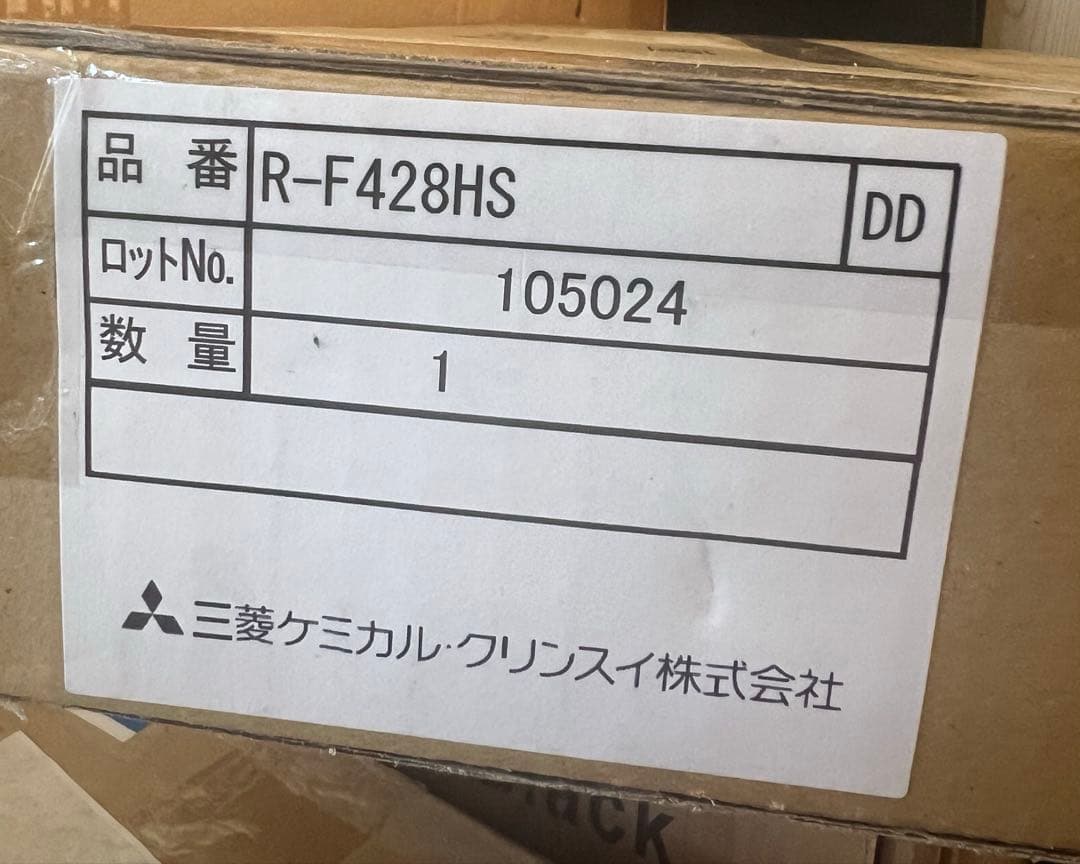 品 番 R-F428HS DD
ロットNo. 105024
数 量 1
三菱ケミカル・クリンスイ株式会社